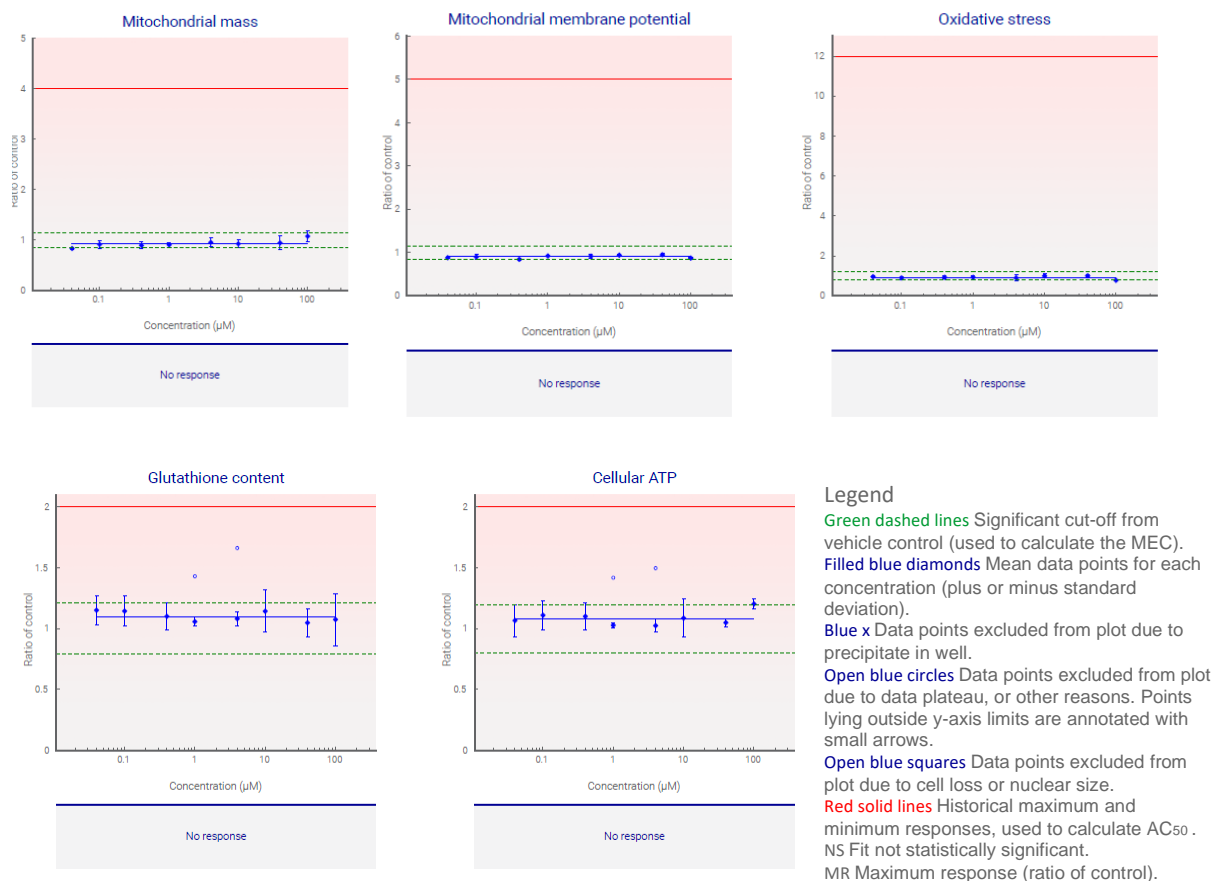 Mitochondrial mass
5
4
3
2
1
0
Ratio of control
0.1
1
10
100
Concentration (µM)
No response
Mitochondrial membrane potential
6
5
4
3
2
1
0
Ratio of control
0.1
1
10
100
Concentration (µM)
No response
Oxidative stress
12
10
8
6
4
2
0
Ratio of control
0.1
1
10
100
Concentration (µM)
No response
Glutathione content
2
1.5
1
0.5
0
Ratio of control
0.1
1
10
100
Concentration (µM)
No response
Cellular ATP
2
1.5
1
0.5
0
Ratio of control
0.1
1
10
100
Concentration (µM)
No response
Legend
Green dashed lines Significant cut-off from
vehicle control (used to calculate the MEC).
Filled blue diamonds Mean data points for each
concentration (plus or minus standard
deviation).
Blue x Data points excluded from plot due to
precipitate in well.
Open blue circles Data points excluded from plot
due to data plateau, or other reasons. Points
lying outside y-axis limits are annotated with
small arrows.
Open blue squares Data points excluded from
plot due to cell loss or nuclear size.
Red solid lines Historical maximum and
minimum responses, used to calculate AC50 .
NS Fit not statistically significant.
MR Maximum response (ratio of control).